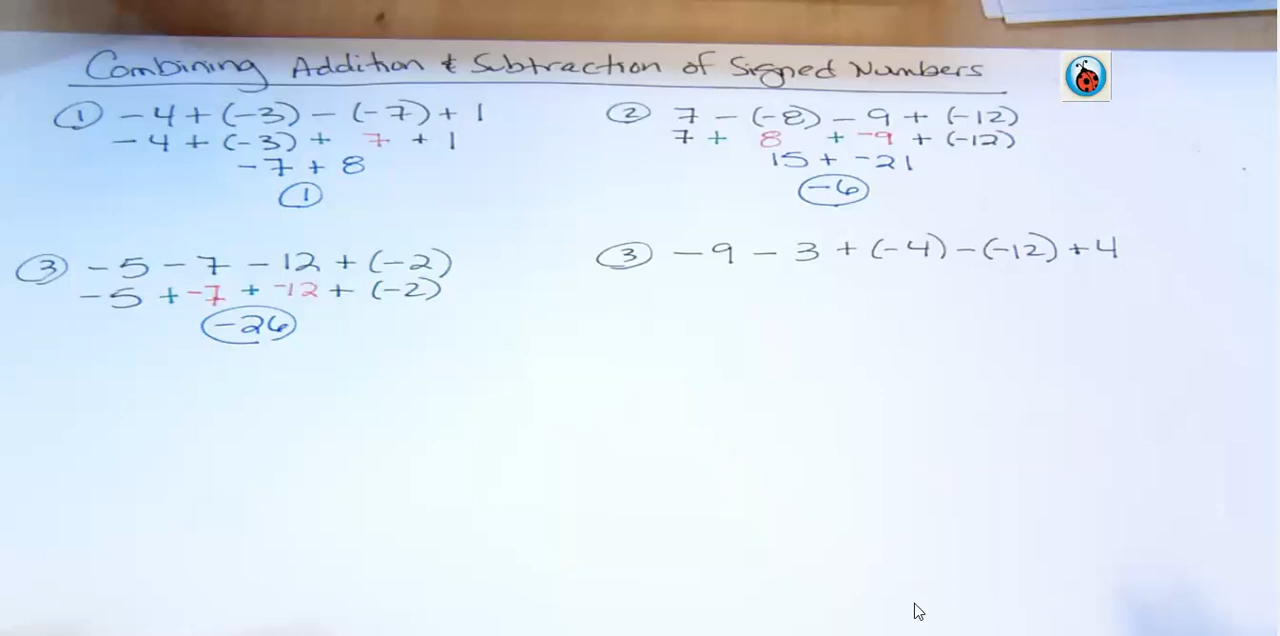 Combining Addition & Subtraction of Signed Numbers
① -4 + (-3) - (-7) + 1
-4 + (-3) + 7 + 1
-7 + 8
1
② 7 - (-8) - 9 + (-12)
7 + 8 + -9 + (-12)
15 + -21
-6
③ -5 - 7 - 12 + (-2)
-5 + -7 + -12 + (-2)
-26
③ -9 - 3 + (-4) - (-12) + 4